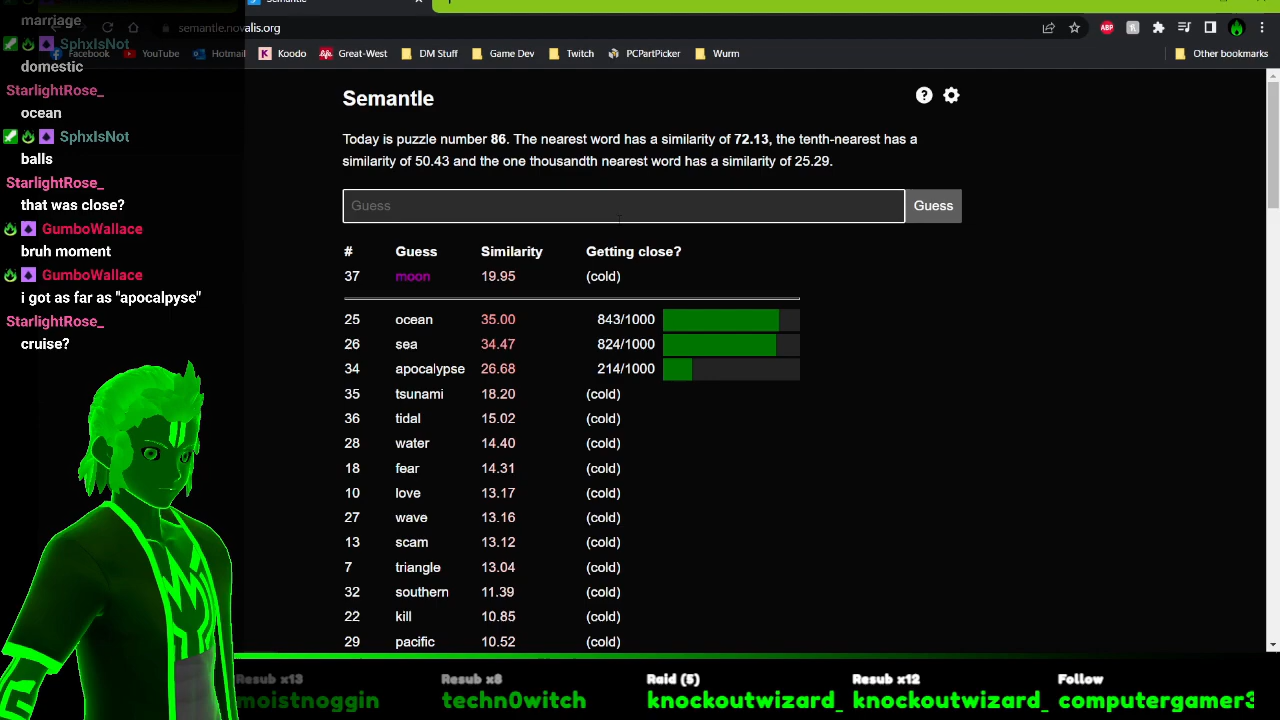 marriage
SphxIsNot
domestic
StarlightRose_
ocean
SphxIsNot
balls
StarlightRose_
that was close?
GumboWallace
bruh moment
GumboWallace
i got as far as "apocalpyse"
StarlightRose_
cruise?
semantle.novalis.org
ABP
Facebook
YouTube
Hotmail
Koodo
Great-West
DM Stuff
Game Dev
Twitch
PCPartPicker
Wurm
Other bookmarks
Semantle
Today is puzzle number 86. The nearest word has a similarity of 72.13, the tenth-nearest has a
similarity of 50.43 and the one thousandth nearest word has a similarity of 25.29.
Guess Guess
# Guess Similarity Getting close?
37 moon 19.95 (cold)
25 ocean 35.00 843/1000
26 sea 34.47 824/1000
34 apocalypse 26.68 214/1000
35 tsunami 18.20 (cold)
36 tidal 15.02 (cold)
28 water 14.40 (cold)
18 fear 14.31 (cold)
10 love 13.17 (cold)
27 wave 13.16 (cold)
13 scam 13.12 (cold)
7 triangle 13.04 (cold)
32 southern 11.39 (cold)
22 kill 10.85 (cold)
29 pacific 10.52 (cold)
Resub x13 Resub x8 Raid (5) Resub x12 Follow
moistnoggin techn0witch knockoutwizard_ knockoutwizard_ computergamer3